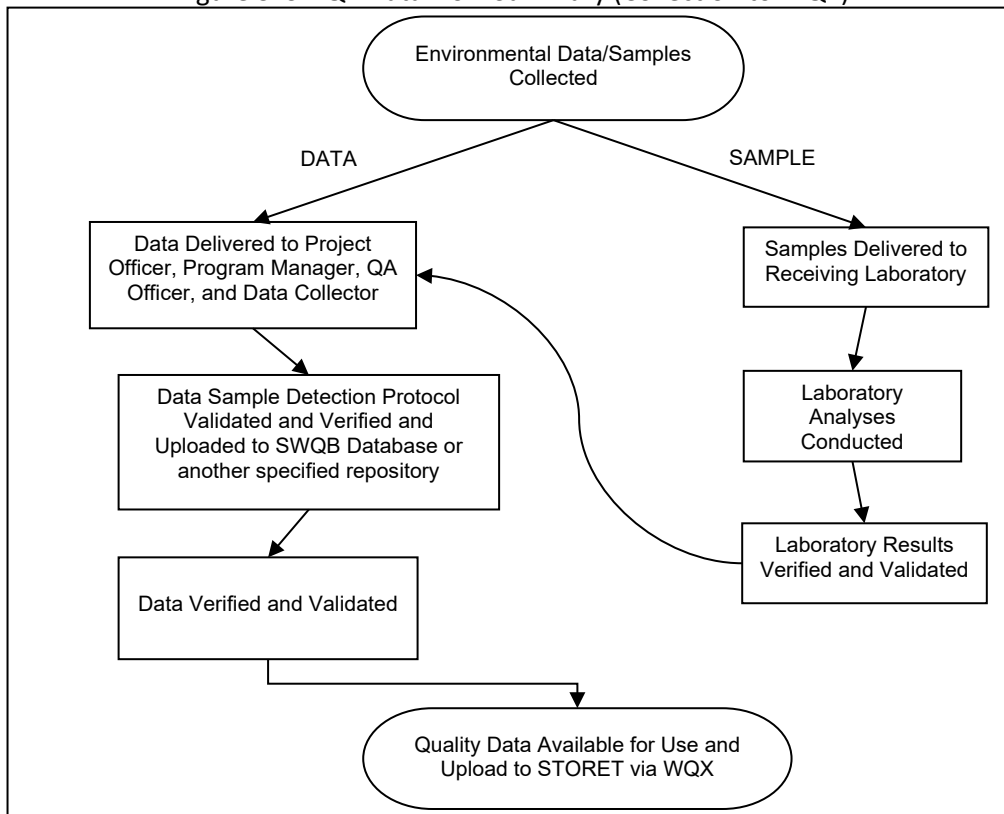 Environmental Data/Samples
Collected
DATA
SAMPLE
Data Delivered to Project
Officer, Program Manager, QA
Officer, and Data Collector
Samples Delivered to
Receiving Laboratory
Data Sample Detection Protocol
Validated and Verified and
Uploaded to SWQB Database or
another specified repository
Laboratory
Analyses
Conducted
Laboratory Results
Verified and Validated
Data Verified and Validated
Quality Data Available for Use and
Upload to STORET via WQX